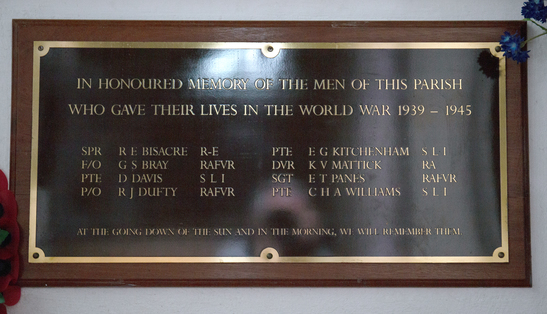 IN HONOURED MEMORY OF THE MEN OF THIS PARISH
WHO GAVE THEIR LIVES IN THE WORLD WAR 1939 – 1945
SPR R E BISACRE R-E PTE E G KITCHENHAM S L I
F/O G S BRAY RAFVR DVR K V MATTICK RA
PTE D DAVIS S L I SGT E T PANES RAFVR
P/O R J DUFTY RAFVR PTE C H A WILLIAMS S L I
AT THE GOING DOWN OF THE SUN AND IN THE MORNING, WE WILL REMEMBER THEM